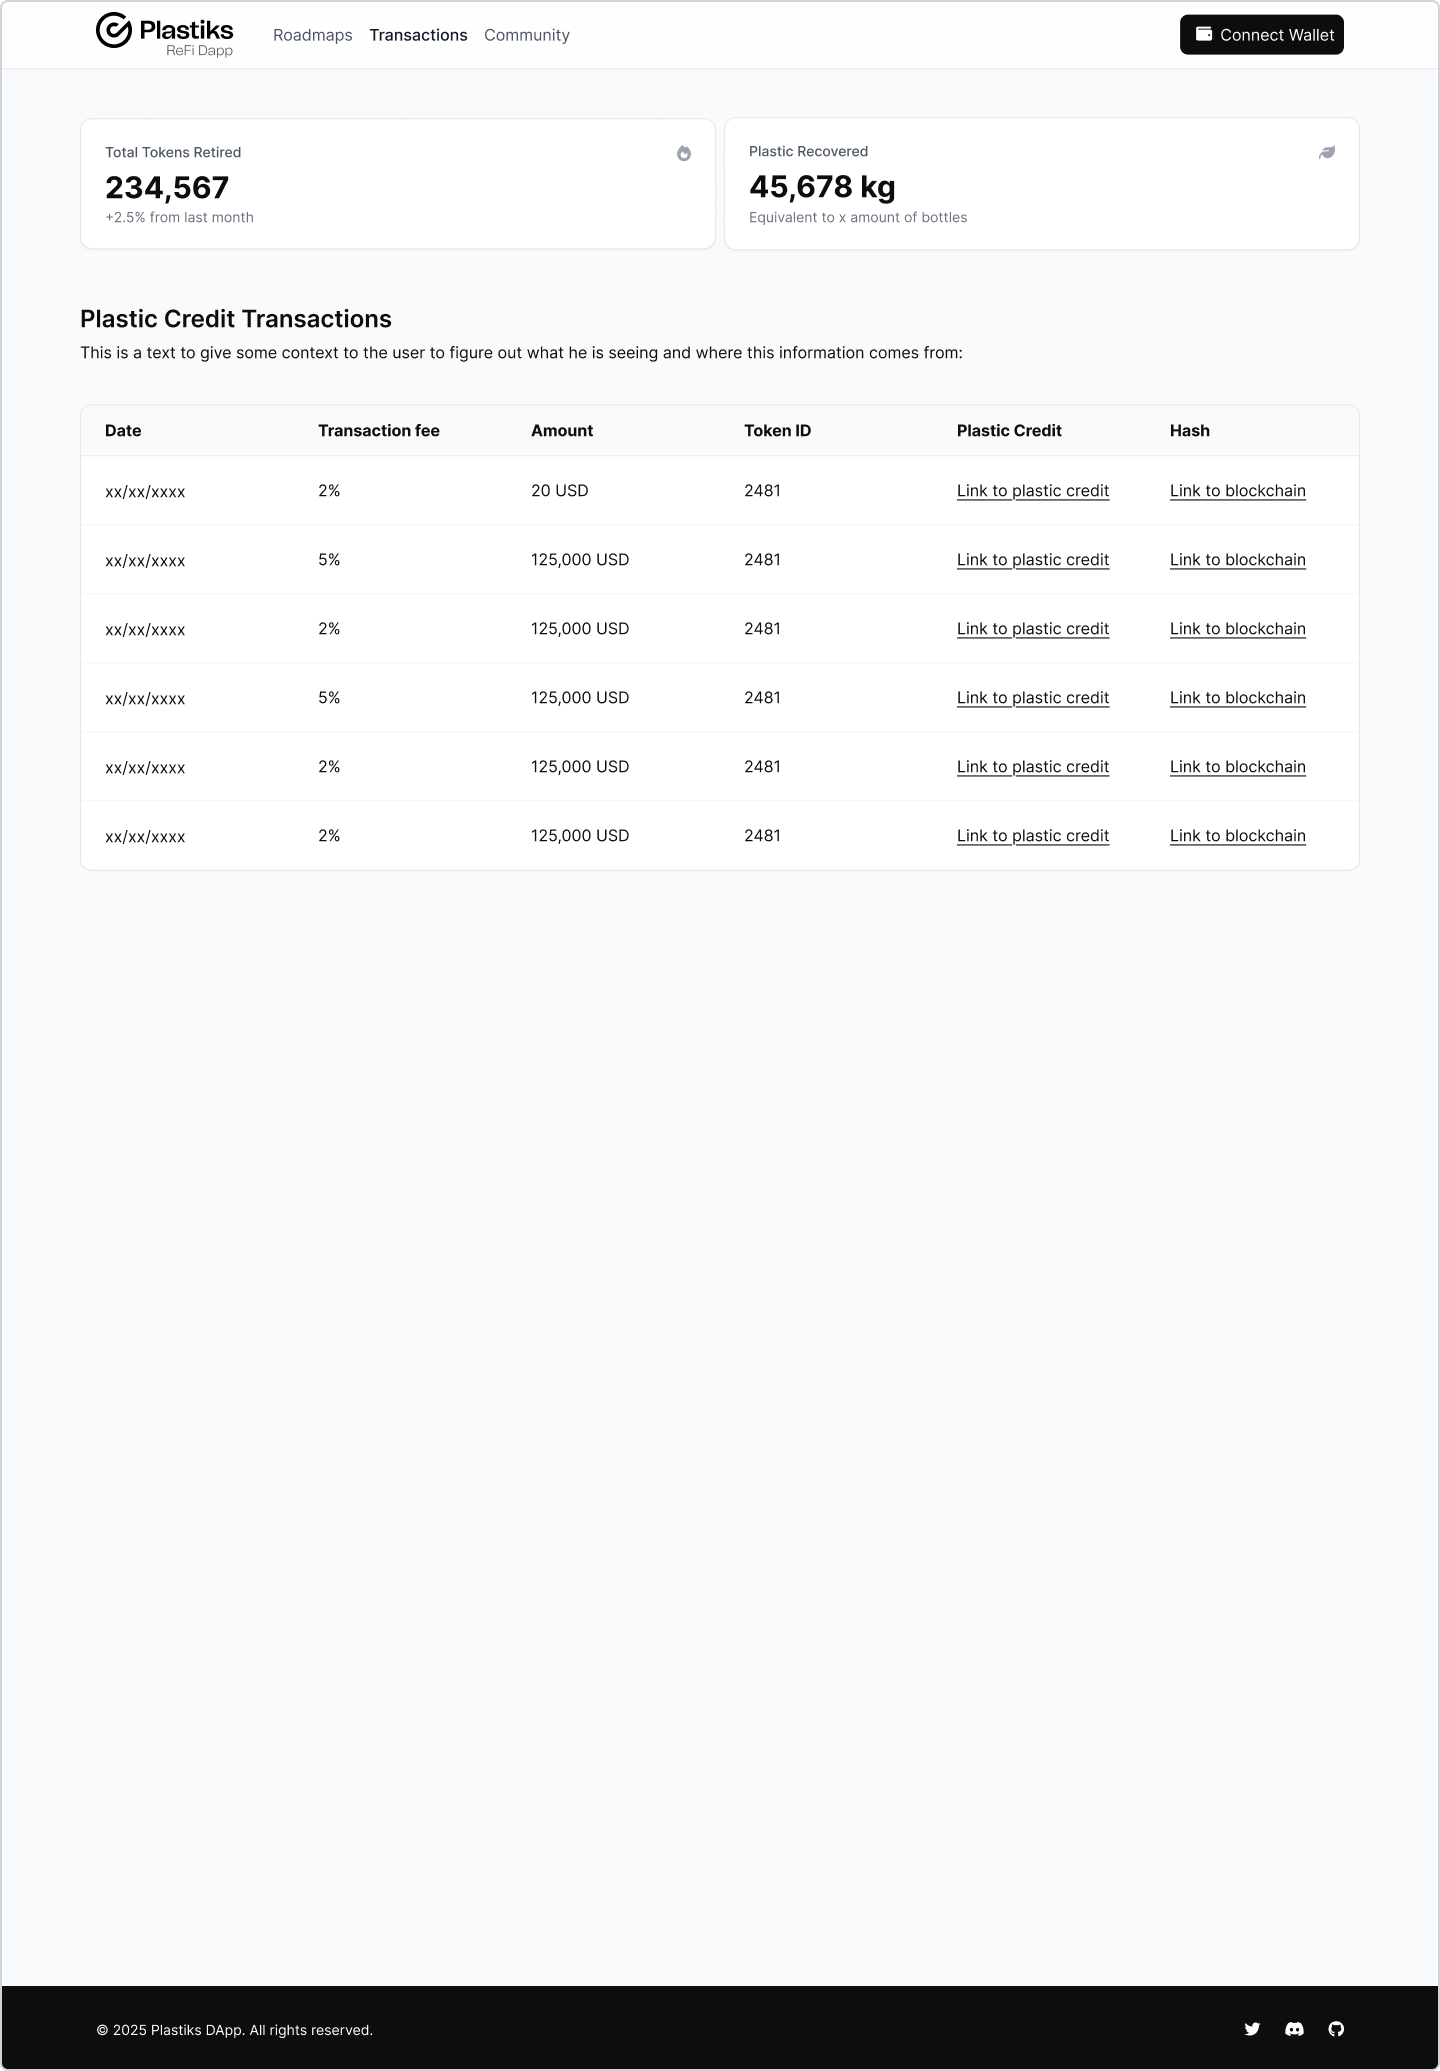 Plastiks
ReFi Dapp
Roadmaps Transactions Community
Connect Wallet
Total Tokens Retired
234,567
+2.5% from last month
Plastic Recovered
45,678 kg
Equivalent to x amount of bottles
Plastic Credit Transactions
This is a text to give some context to the user to figure out what he is seeing and where this information comes from:
Date Transaction fee Amount Token ID Plastic Credit Hash
xx/xx/xxxx 2% 20 USD 2481 Link to plastic credit Link to blockchain
xx/xx/xxxx 5% 125,000 USD 2481 Link to plastic credit Link to blockchain
xx/xx/xxxx 2% 125,000 USD 2481 Link to plastic credit Link to blockchain
xx/xx/xxxx 5% 125,000 USD 2481 Link to plastic credit Link to blockchain
xx/xx/xxxx 2% 125,000 USD 2481 Link to plastic credit Link to blockchain
xx/xx/xxxx 2% 125,000 USD 2481 Link to plastic credit Link to blockchain
© 2025 Plastiks DApp. All rights reserved.